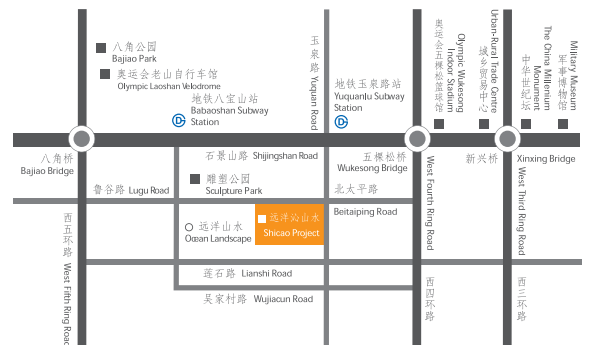 八角公园
Bajiao Park
奥运会老山自行车馆
Olympic Laoshan Velodrome
地铁八宝山站
Babaoshan Subway
Station
玉泉路 Yuquan Road
地铁玉泉路站
Yuquanlu Subway
Station
奥运会五棵松篮球馆
Olympic Wukesong
Indoor Stadium
城乡贸易中心
Urban-Rural Trade Centre
中华世纪坛
The China Millenium
Monument
军事博物馆
Military Museum
八角桥
Bajiao Bridge
石景山路 Shijingshan Road
五棵松桥
Wukesong Bridge
新兴桥
Xinxing Bridge
鲁谷路 Lugu Road
雕塑公园
Sculpture Park
北太平路
Beitaiping Road
远洋山水
Ocean Landscape
远洋沁山水
Shicao Project
西五环路 West Fifth Ring Road
West Fourth Ring Road
西四环路
West Third Ring Road
西三环路
莲石路 Lianshi Road
吴家村路 Wujiacun Road